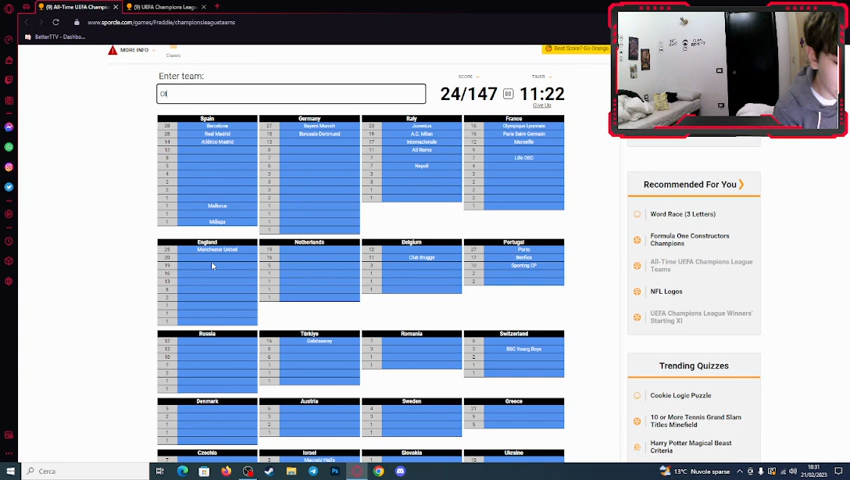 (9) All-Time UEFA Champi
(9) UEFA Champions Leagu
www.sporcle.com/games/Freddie/championsleagueteams
BetterTTV - Dashbo...
MORE INFO
Classic
Best Score? Go Orange
Enter team:
SCORE
TIMER
Ol
24/147
11:22
Give Up
Spain
Germany
Italy
France
Barcelona
Bayern Munich
Juventus
Olympique Lyonnais
Real Madrid
Borussia Dortmund
A.C. Milan
Paris Saint-Germain
Atlético Madrid
Internazionale
Marseille
AS Roma
Lille OSC
Napoli
Mallorca
Málaga
England
Netherlands
Belgium
Portugal
Manchester United
Porto
Club Brugge
Benfica
Sporting CP
Russia
Türkiye
Romania
Switzerland
Galatasaray
BSC Young Boys
Denmark
Austria
Sweden
Greece
Czechia
Israel
Slovakia
Ukraine
Maccabi Haifa
Recommended For You
Word Race (3 Letters)
Formula One Constructors
Champions
All-Time UEFA Champions League
Teams
NFL Logos
UEFA Champions League Winners'
Starting XI
Trending Quizzes
Cookie Logic Puzzle
10 or More Tennis Grand Slam
Titles Minefield
Harry Potter Magical Beast
Criteria
Cerca
13°C Nuvole sparse
18:31
21/02/2023